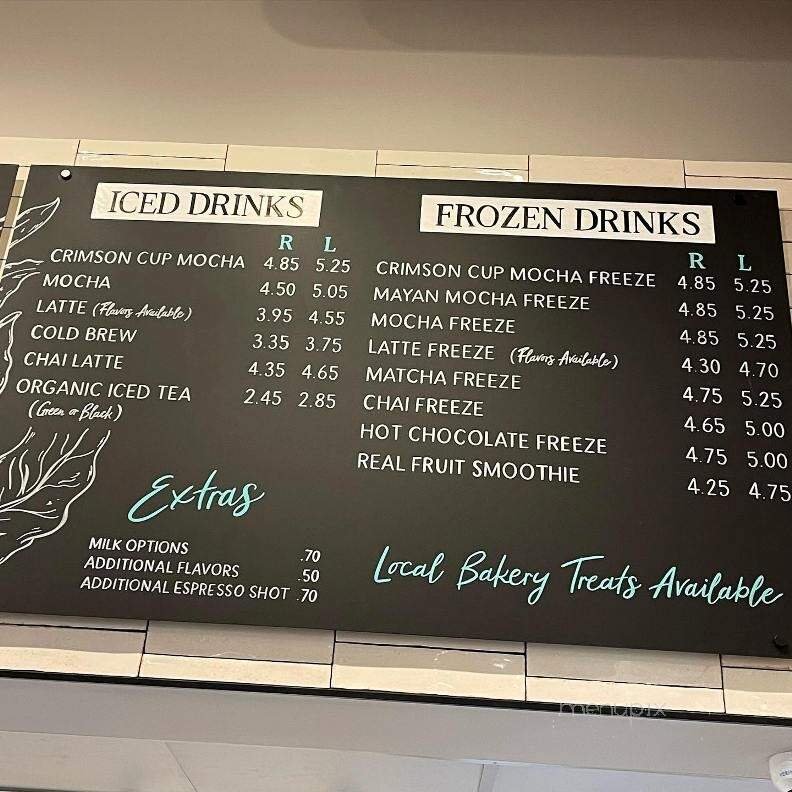 ICED DRINKS
R L
CRIMSON CUP MOCHA 4.85 5.25
MOCHA 4.50 5.05
LATTE (Flavors Available) 3.95 4.55
COLD BREW 3.35 3.75
CHAI LATTE 4.35 4.65
ORGANIC ICED TEA 2.45 2.85
(Green or Black)
Extras
MILK OPTIONS .70
ADDITIONAL FLAVORS .50
ADDITIONAL ESPRESSO SHOT .70
FROZEN DRINKS
R L
CRIMSON CUP MOCHA FREEZE 4.85 5.25
MAYAN MOCHA FREEZE 4.85 5.25
MOCHA FREEZE 4.85 5.25
LATTE FREEZE (Flavors Available) 4.30 4.70
MATCHA FREEZE 4.75 5.25
CHAI FREEZE 4.65 5.00
HOT CHOCOLATE FREEZE 4.75 5.00
REAL FRUIT SMOOTHIE 4.25 4.75
Local Bakery Treats Available
menupix